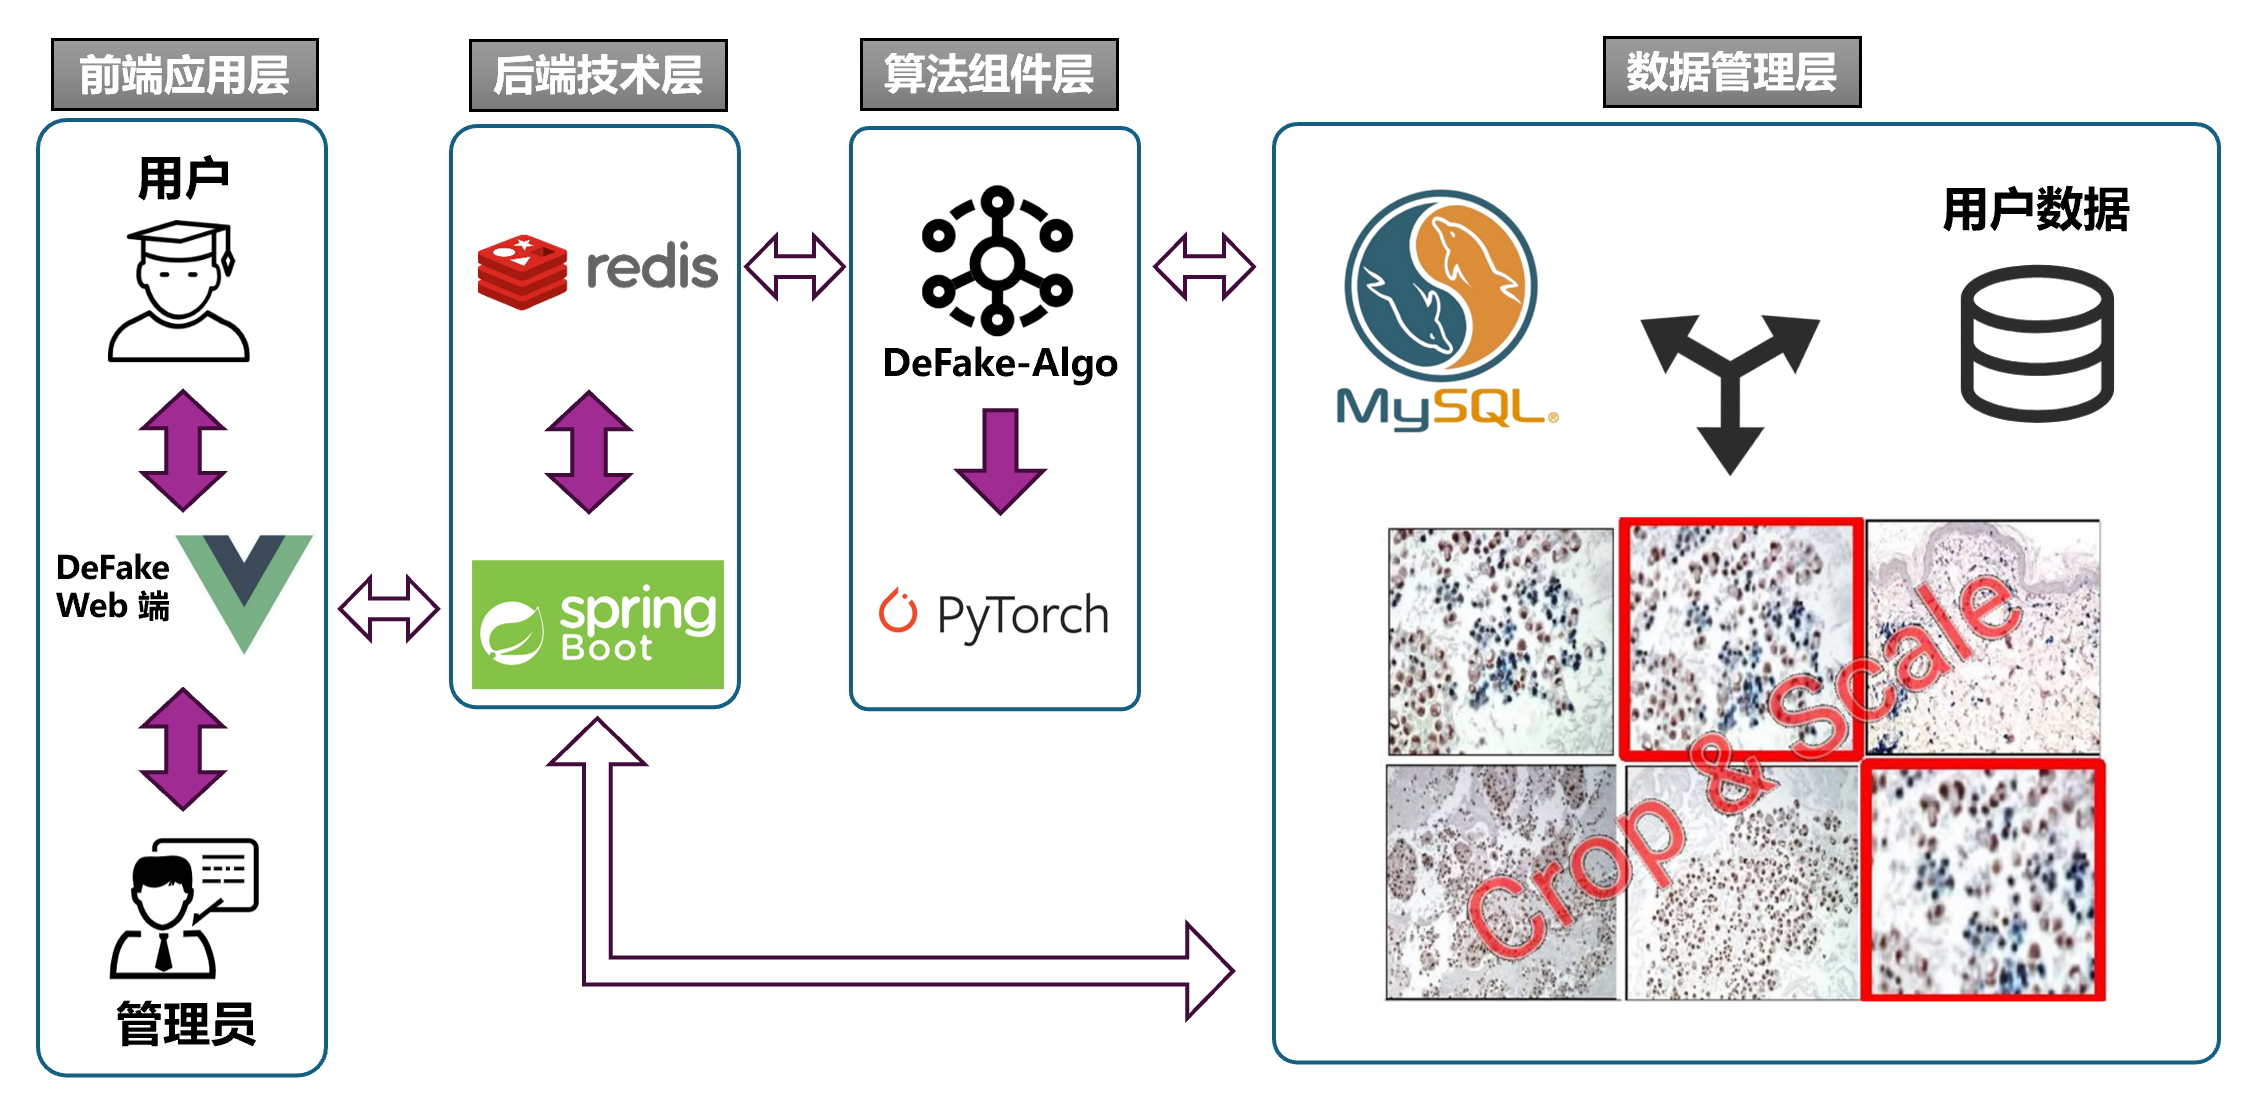 前端应用层
后端技术层
算法组件层
数据管理层
用户
DeFake
Web 端
管理员
redis
spring
Boot
DeFake-Algo
PyTorch
MySQL®
用户数据
Crop & Scale